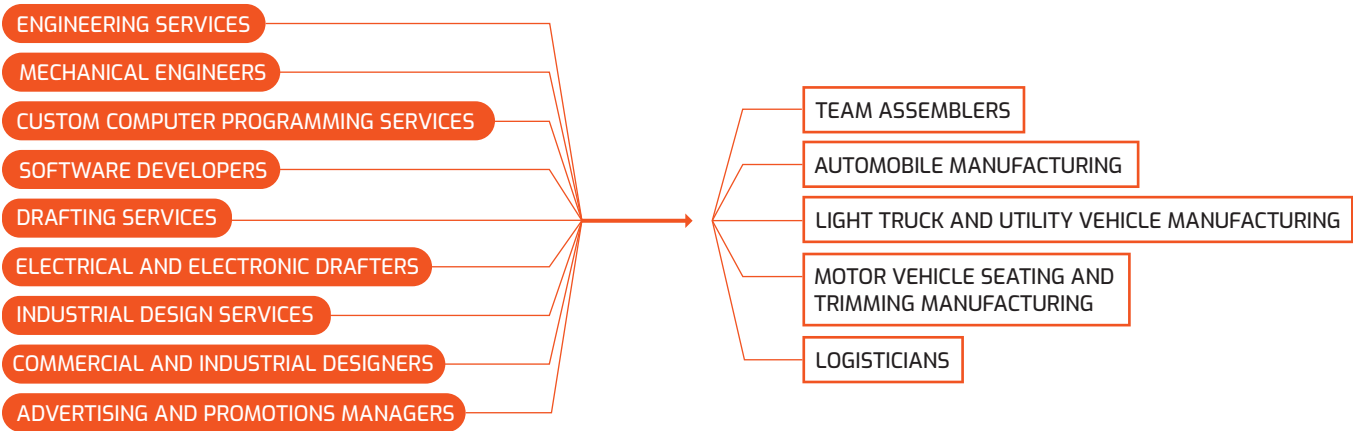 ENGINEERING SERVICES
MECHANICAL ENGINEERS
CUSTOM COMPUTER PROGRAMMING SERVICES
SOFTWARE DEVELOPERS
DRAFTING SERVICES
ELECTRICAL AND ELECTRONIC DRAFTERS
INDUSTRIAL DESIGN SERVICES
COMMERCIAL AND INDUSTRIAL DESIGNERS
ADVERTISING AND PROMOTIONS MANAGERS
TEAM ASSEMBLERS
AUTOMOBILE MANUFACTURING
LIGHT TRUCK AND UTILITY VEHICLE MANUFACTURING
MOTOR VEHICLE SEATING AND
TRIMMING MANUFACTURING
LOGISTICIANS